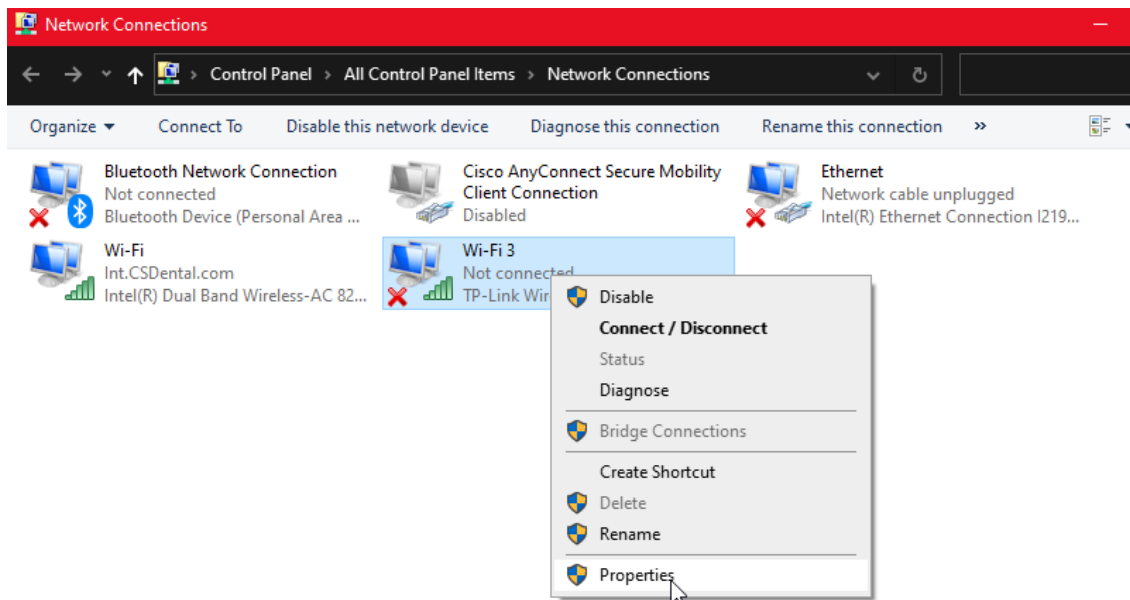 Network Connections
Control Panel > All Control Panel Items > Network Connections
Organize Connect To Disable this network device Diagnose this connection Rename this connection »
Bluetooth Network Connection
Not connected
Bluetooth Device (Personal Area ...
Cisco AnyConnect Secure Mobility
Client Connection
Disabled
Ethernet
Network cable unplugged
Intel(R) Ethernet Connection I219...
Wi-Fi
Int.CSDental.com
Intel(R) Dual Band Wireless-AC 82...
Wi-Fi 3
Not connected
TP-Link Wir
Disable
Connect / Disconnect
Status
Diagnose
Bridge Connections
Create Shortcut
Delete
Rename
Properties